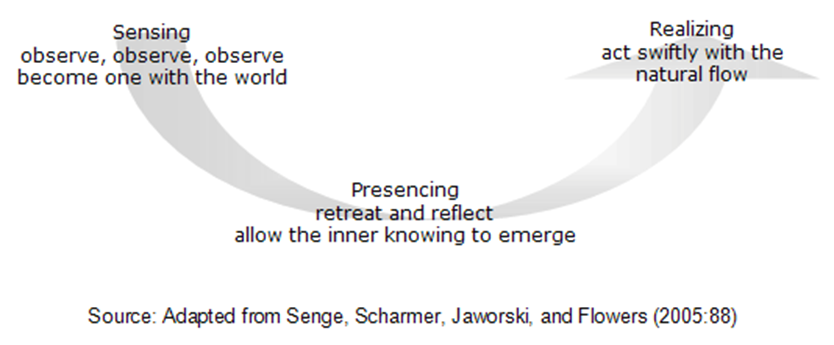 Sensing
observe, observe, observe
become one with the world
Realizing
act swiftly with the
natural flow
Presencing
retreat and reflect
allow the inner knowing to emerge
Source: Adapted from Senge, Scharmer, Jaworski, and Flowers (2005:88)